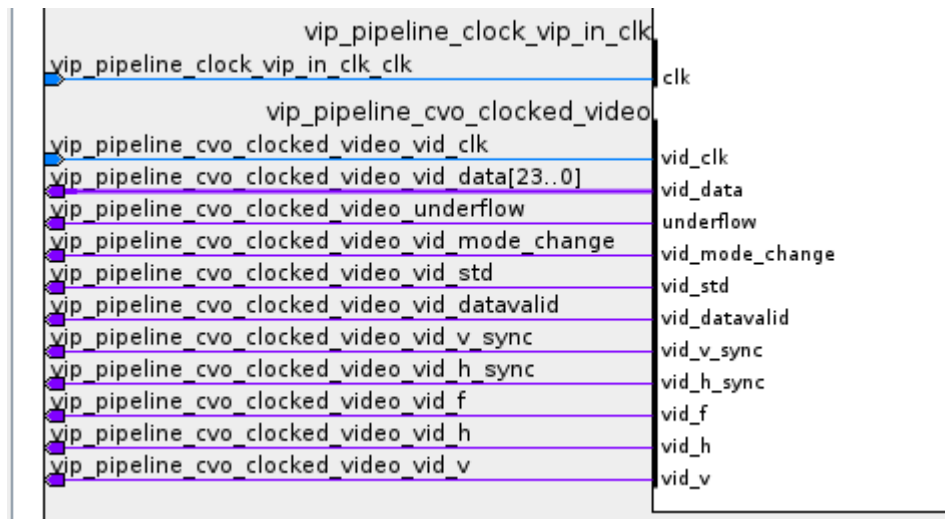 vip_pipeline_clock_vip_in_clk
vip_pipeline_clock_vip_in_clk_clk
clk
vip_pipeline_cvo_clocked_video
vip_pipeline_cvo_clocked_video_vid_clk
vid_clk
vip_pipeline_cvo_clocked_video_vid_data[23..0]
vid_data
vip_pipeline_cvo_clocked_video_underflow
underflow
vip_pipeline_cvo_clocked_video_vid_mode_change
vid_mode_change
vip_pipeline_cvo_clocked_video_vid_std
vid_std
vip_pipeline_cvo_clocked_video_vid_datavalid
vid_datavalid
vip_pipeline_cvo_clocked_video_vid_v_sync
vid_v_sync
vip_pipeline_cvo_clocked_video_vid_h_sync
vid_h_sync
vip_pipeline_cvo_clocked_video_vid_f
vid_f
vip_pipeline_cvo_clocked_video_vid_h
vid_h
vip_pipeline_cvo_clocked_video_vid_v
vid_v